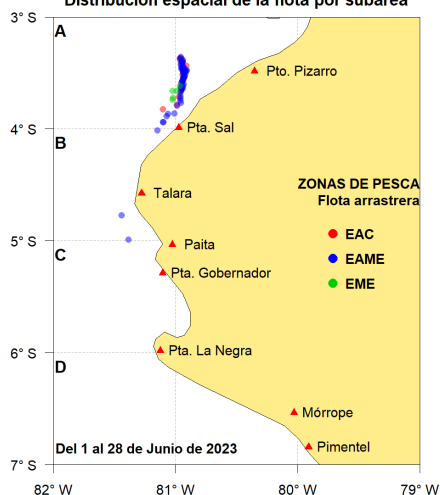 Distribución espacial de la flota por subárea
3° S
A
Pto. Pizarro
Pta. Sal
4° S
B
ZONAS DE PESCA
Flota arrastrera
Talara
EAC
Paita
5° S
C
EAME
Pta. Gobernador
EME
Pta. La Negra
6° S
D
Mórrope
Del 1 al 28 de Junio de 2023
Pimentel
7° S
82° W
81° W
80° W
79° W